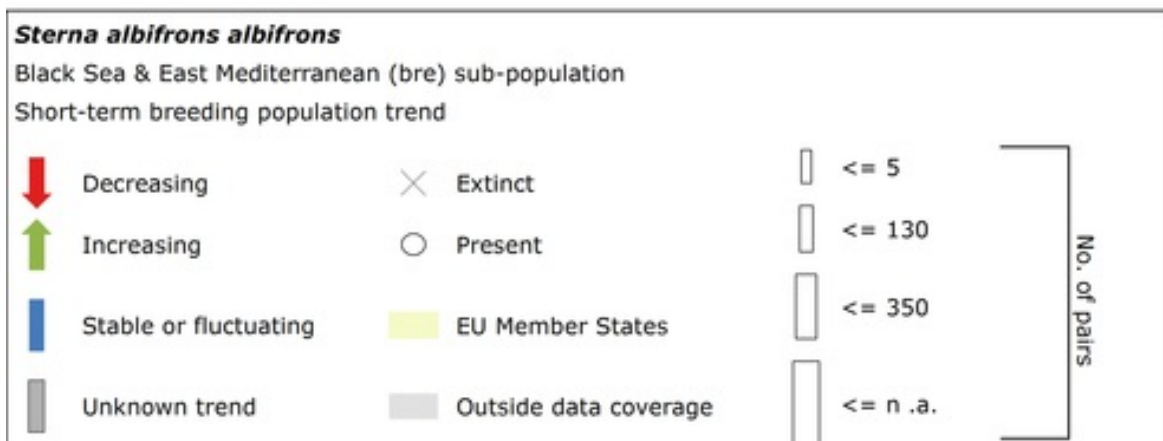 Sterna albifrons albifrons
Black Sea & East Mediterranean (bre) sub-population
Short-term breeding population trend
Decreasing
Increasing
Stable or fluctuating
Unknown trend
Extinct
Present
EU Member States
Outside data coverage
<= 5
<= 130
<= 350
<= n .a.
No. of pairs